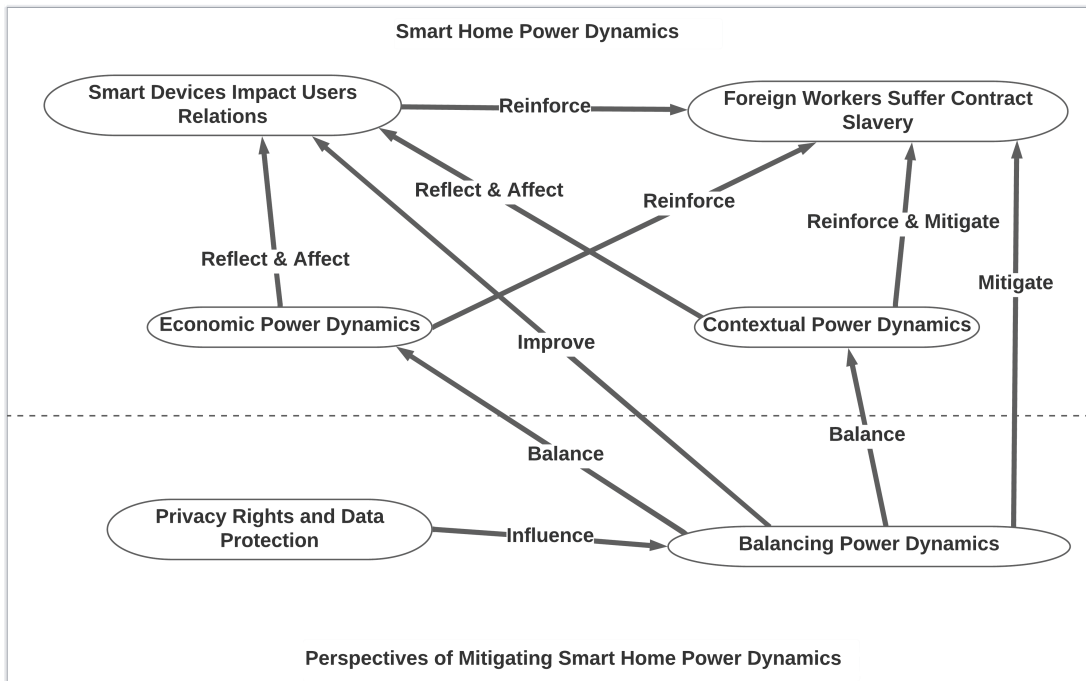 Smart Home Power Dynamics
Smart Devices Impact Users
Relations
Reinforce
Foreign Workers Suffer Contract
Slavery
Reflect & Affect
Reinforce
Reinforce & Mitigate
Reflect & Affect
Mitigate
Economic Power Dynamics
Contextual Power Dynamics
Improve
Balance
Balance
Privacy Rights and Data
Protection
Influence
Balancing Power Dynamics
Perspectives of Mitigating Smart Home Power Dynamics